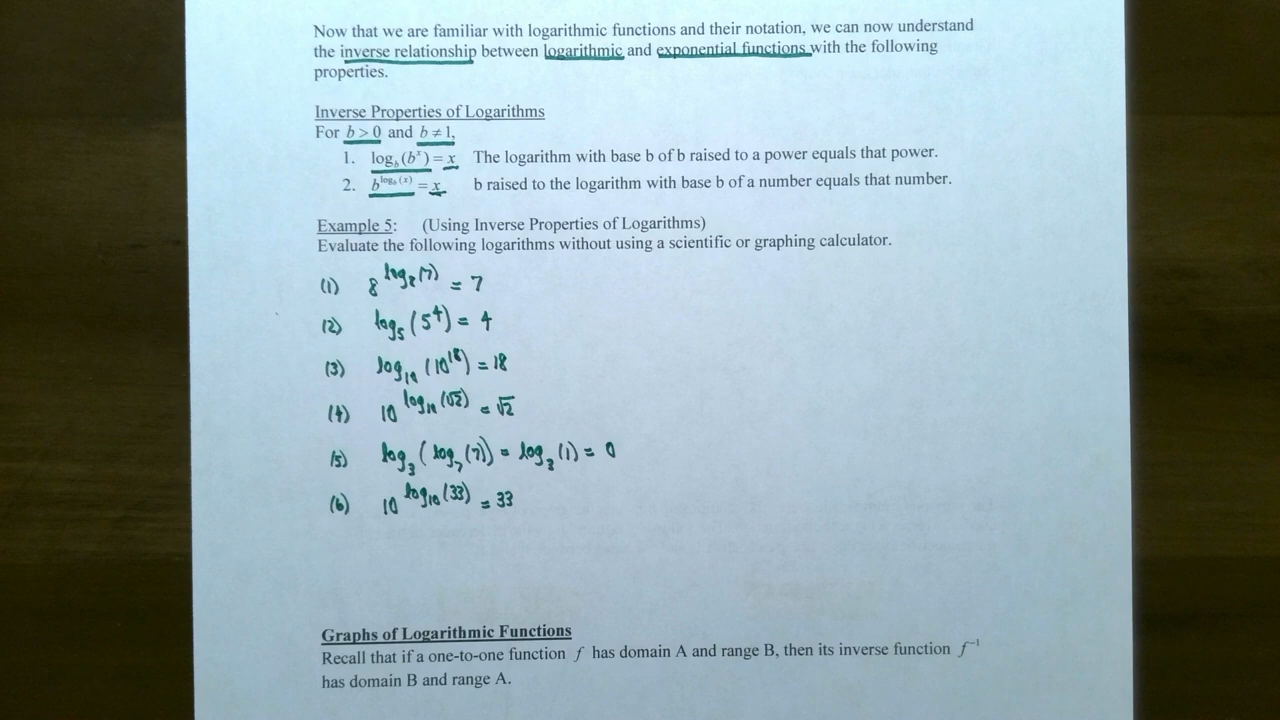 Now that we are familiar with logarithmic functions and their notation, we can now understand
the inverse relationship between logarithmic and exponential functions with the following
properties.
Inverse Properties of Logarithms
For b > 0 and b ≠ 1,
1. log_b(b^x) = x The logarithm with base b of b raised to a power equals that power.
2. b^(log_b(x)) = x b raised to the logarithm with base b of a number equals that number.
Example 5: (Using Inverse Properties of Logarithms)
Evaluate the following logarithms without using a scientific or graphing calculator.
(1) 8^(log_8(7)) = 7
(2) log_5(5^4) = 4
(3) log_10(10^18) = 18
(4) 10^(log_10(√2)) = √2
(5) log_3(log_7(7)) = log_3(1) = 0
(6) 10^(log_10(33)) = 33
Graphs of Logarithmic Functions
Recall that if a one-to-one function f has domain A and range B, then its inverse function f^-1
has domain B and range A.